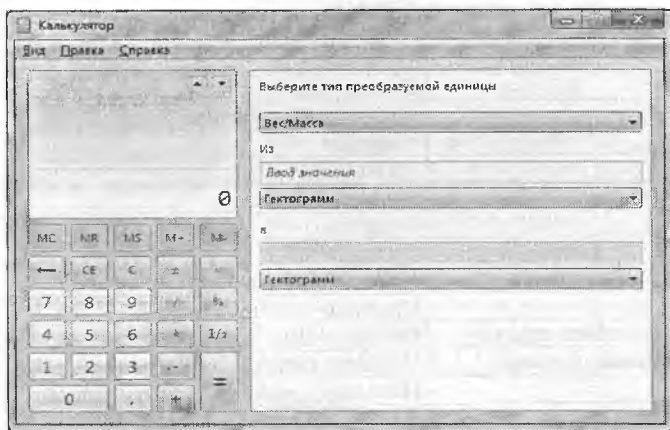 Калькулятор
Вид Правка Справка
Выберите тип преобразуемой единицы
Вес/Масса
Из
Ввод значения
0
Гектограмм
MC MR MS M+ M-
в
← CE C ±
Гектограмм
7 8 9 / %
4 5 6 * 1/x
1 2 3 - =
0 , +